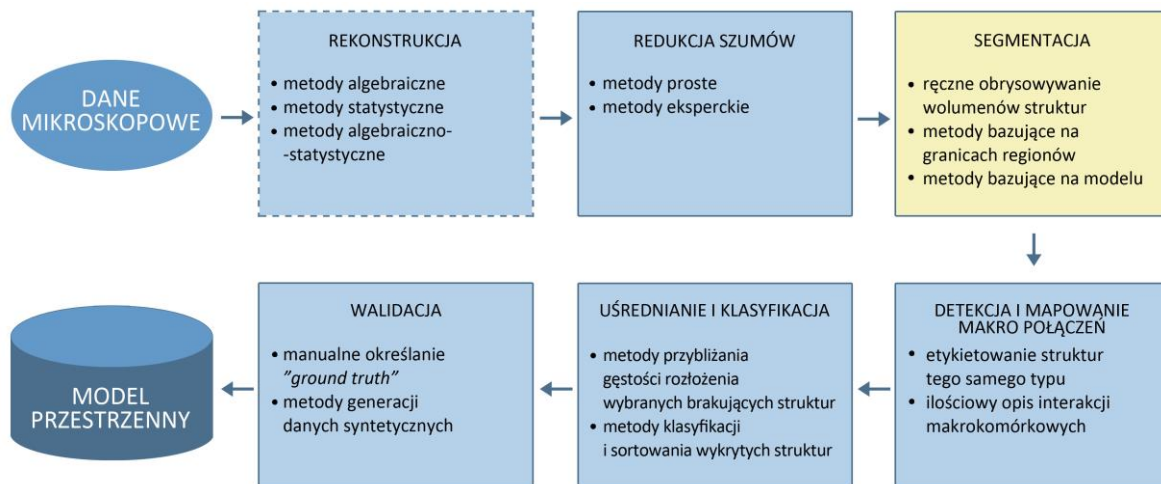 DANE
MIKROSKOPOWE
REKONSTRUKCJA
• metody algebraiczne
• metody statystyczne
• metody algebraiczno-
-statystyczne
REDUKCJA SZUMÓW
• metody proste
• metody eksperckie
SEGMENTACJA
• ręczne obrysowywanie
wolumenów struktur
• metody bazujące na
granicach regionów
• metody bazujące na modelu
MODEL
PRZESTRZENNY
WALIDACJA
• manualne określanie
”ground truth”
• metody generacji
danych syntetycznych
UŚREDNIANIE I KLASYFIKACJA
• metody przybliżania
gęstości rozłożenia
wybranych brakujących struktur
• metody klasyfikacji
i sortowania wykrytych struktur
DETEKCJA I MAPOWANIE
MAKRO POŁĄCZEŃ
• etykietowanie struktur
tego samego typu
• ilościowy opis interakcji
makrokomórkowych